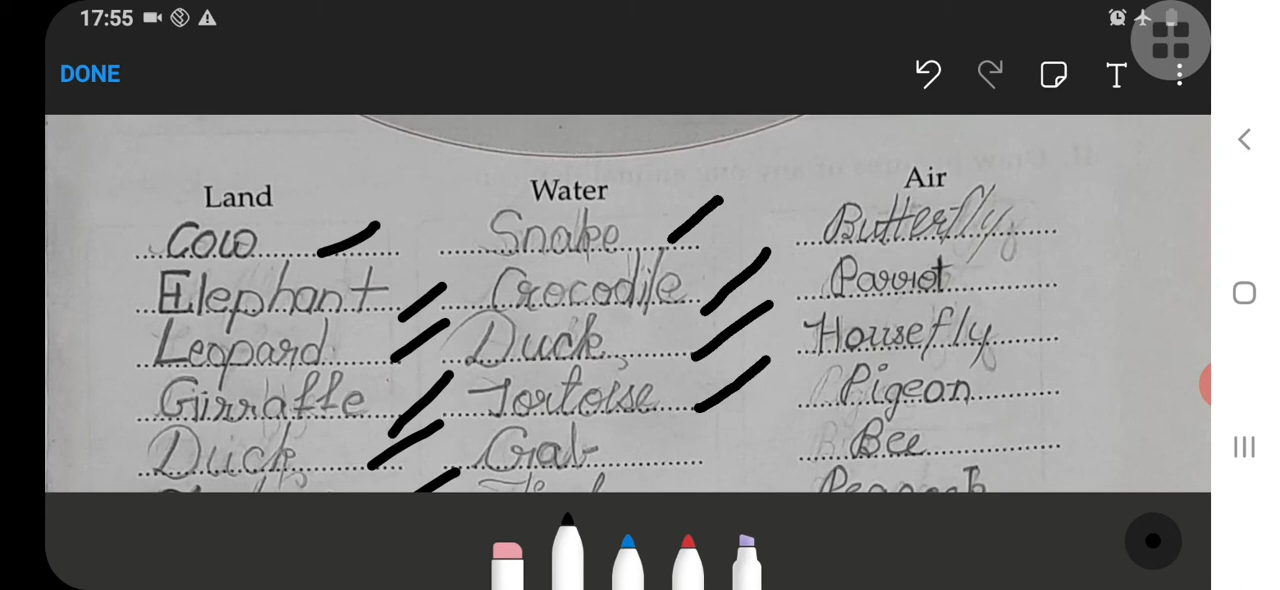 17:55
DONE
T
Land Water Air
Cow Snake Butterfly
Elephant Crocodile Parrot
Leopard Duck Housefly
Girraffe Tortoise Pigeon
Duck Crab Bee
Peacock